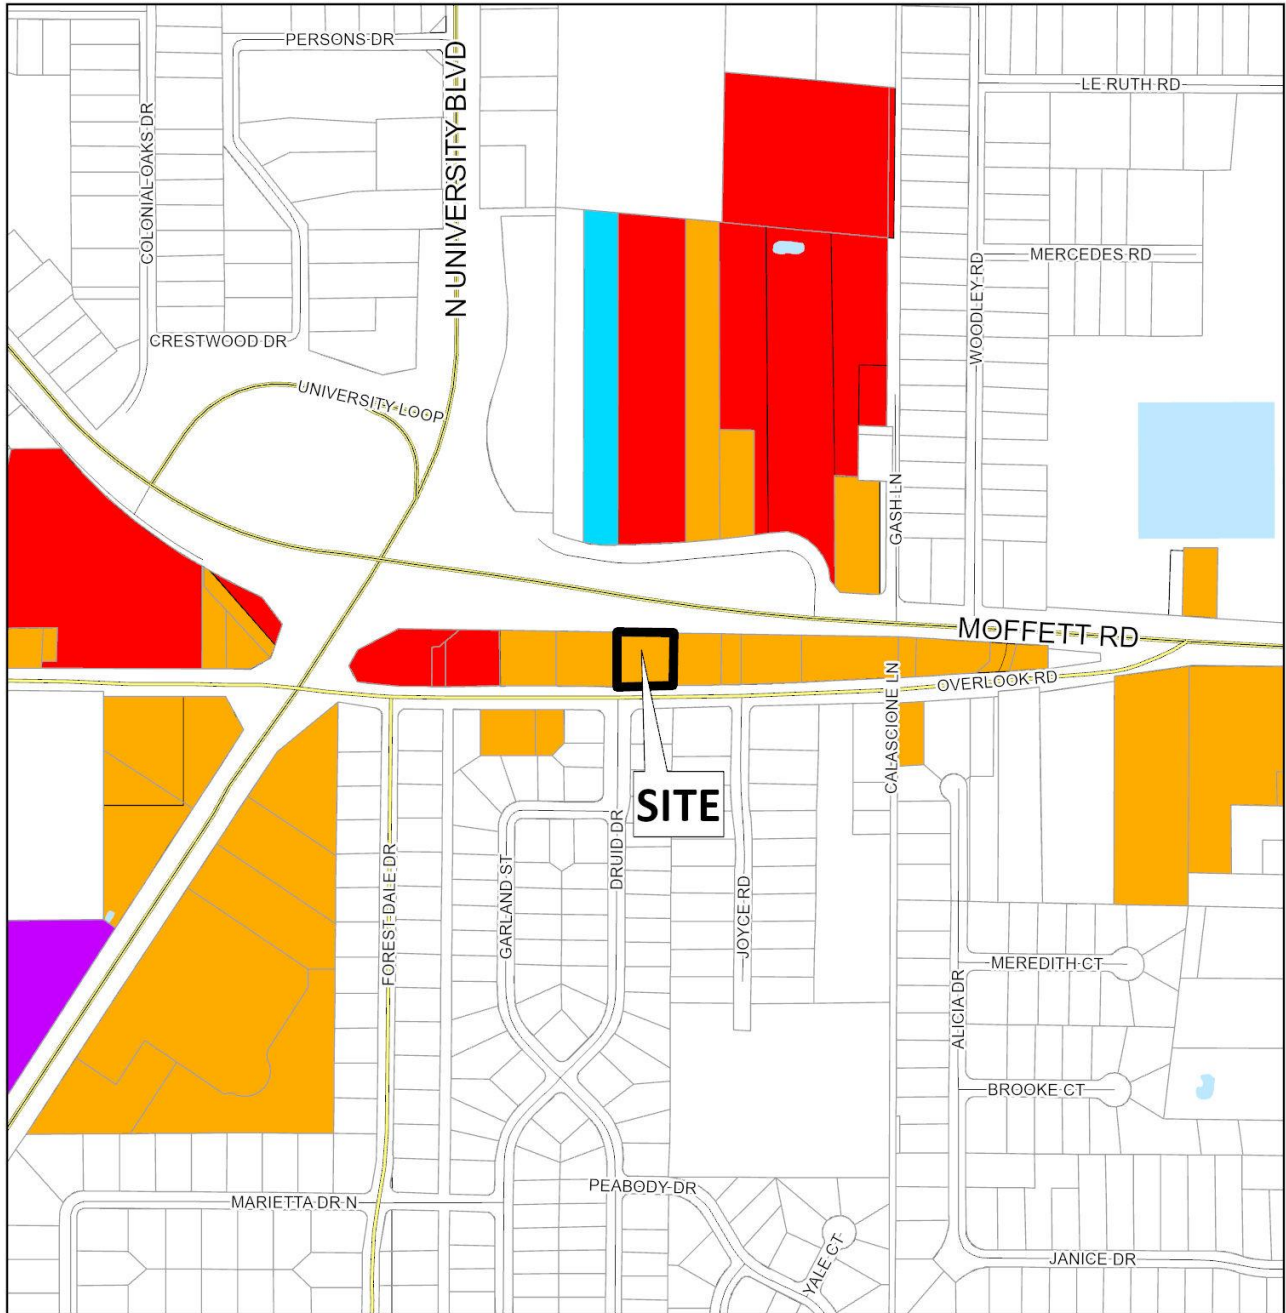 PERSONS DR
N UNIVERSITY BLVD
LE RUTH RD
COLONIAL OAKS DR
WOODLEY RD
MERCEDES RD
CRESTWOOD DR
UNIVERSITY LOOP
GASH LN
MOFFETT RD
OVERLOOK RD
CALASCIONE LN
SITE
DRUID DR
GARLAND ST
FOREST DALE DR
JOYCE RD
MEREDITH CT
ALICIA DR
BROOKE CT
PEABODY DR
MARIETTA DR N
YALE CT
JANICE DR